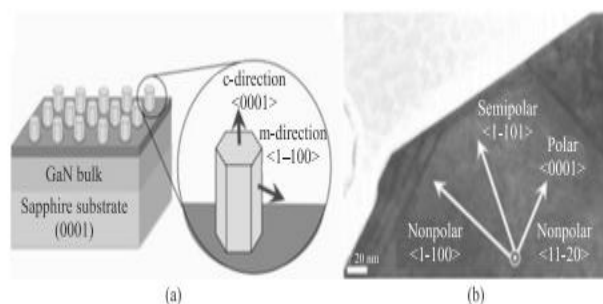 c-direction
<0001>
m-direction
<1–100>
GaN bulk
Sapphire substrate
(0001)
(a)
Semipolar
<1-101>
Polar
<0001>
Nonpolar
<1-100>
Nonpolar
<11-20>
20 nm
(b)